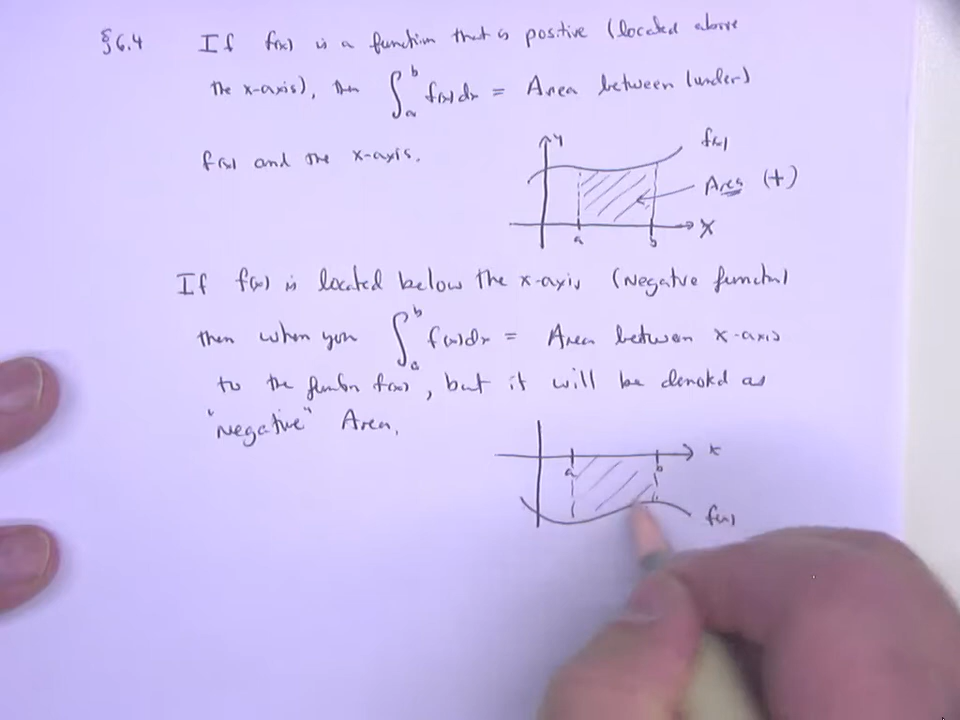 §6.4 If f(x) is a function that is positive (located above
the x-axis), then ∫_a^b f(x)dx = Area between (under)
f(x) and the x-axis.
y
f(x)
Area (+)
x
a b
If f(x) is located below the x-axis (Negative function)
then when you ∫_a^b f(x)dx = Area between x-axis
to the function f(x), but it will be denoted as
"negative" Area.
x
a b
f(x)